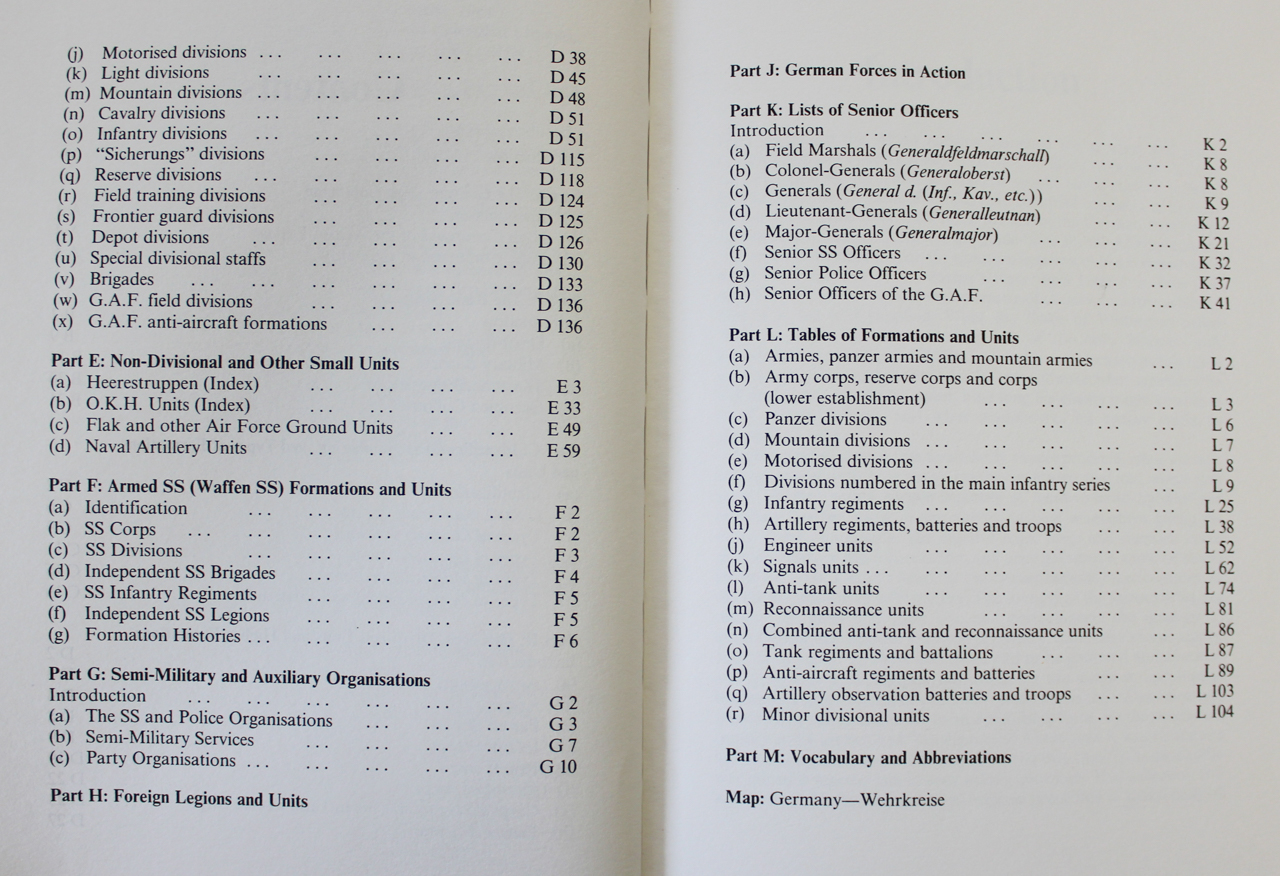 (j) Motorised divisions ... ... ... ... ... D 38
(k) Light divisions ... ... ... ... ... D 45
(m) Mountain divisions ... ... ... ... ... D 48
(n) Cavalry divisions ... ... ... ... ... D 51
(o) Infantry divisions ... ... ... ... ... D 51
(p) “Sicherungs” divisions ... ... ... ... D 115
(q) Reserve divisions ... ... ... ... ... D 118
(r) Field training divisions ... ... ... ... D 124
(s) Frontier guard divisions ... ... ... ... D 125
(t) Depot divisions ... ... ... ... ... D 126
(u) Special divisional staffs ... ... ... ... D 130
(v) Brigades ... ... ... ... ... ... D 133
(w) G.A.F. field divisions ... ... ... ... D 136
(x) G.A.F. anti-aircraft formations ... ... ... D 136
Part E: Non-Divisional and Other Small Units
(a) Heerestruppen (Index) ... ... ... ... E 3
(b) O.K.H. Units (Index) ... ... ... ... E 33
(c) Flak and other Air Force Ground Units ... ... E 49
(d) Naval Artillery Units ... ... ... ... E 59
Part F: Armed SS (Waffen SS) Formations and Units
(a) Identification ... ... ... ... ... F 2
(b) SS Corps ... ... ... ... ... ... F 2
(c) SS Divisions ... ... ... ... ... F 3
(d) Independent SS Brigades ... ... ... ... F 4
(e) SS Infantry Regiments ... ... ... ... F 5
(f) Independent SS Legions ... ... ... ... F 5
(g) Formation Histories ... ... ... ... ... F 6
Part G: Semi-Military and Auxiliary Organisations
Introduction ... ... ... ... ... ... G 2
(a) The SS and Police Organisations ... ... ... G 3
(b) Semi-Military Services ... ... ... ... G 7
(c) Party Organisations ... ... ... ... ... G 10
Part H: Foreign Legions and Units
Part J: German Forces in Action
Part K: Lists of Senior Officers
Introduction ... ... ... ... ... ... K 2
(a) Field Marshals (Generaldfeldmarschall) ... ... K 8
(b) Colonel-Generals (Generaloberst) ... ... ... K 8
(c) Generals (General d. (Inf., Kav., etc.)) ... ... K 9
(d) Lieutenant-Generals (Generalleutnan) ... ... K 12
(e) Major-Generals (Generalmajor) ... ... ... K 21
(f) Senior SS Officers ... ... ... ... ... K 32
(g) Senior Police Officers ... ... ... ... K 37
(h) Senior Officers of the G.A.F. ... ... ... K 41
Part L: Tables of Formations and Units
(a) Armies, panzer armies and mountain armies ... L 2
(b) Army corps, reserve corps and corps
(lower establishment) ... ... ... ... L 3
(c) Panzer divisions ... ... ... ... ... L 6
(d) Mountain divisions ... ... ... ... ... L 7
(e) Motorised divisions ... ... ... ... ... L 8
(f) Divisions numbered in the main infantry series ... L 9
(g) Infantry regiments ... ... ... ... ... L 25
(h) Artillery regiments, batteries and troops ... ... L 38
(j) Engineer units ... ... ... ... ... L 52
(k) Signals units ... ... ... ... ... ... L 62
(l) Anti-tank units ... ... ... ... ... L 74
(m) Reconnaissance units ... ... ... ... L 81
(n) Combined anti-tank and reconnaissance units ... L 86
(o) Tank regiments and battalions ... ... ... L 87
(p) Anti-aircraft regiments and batteries ... ... L 89
(q) Artillery observation batteries and troops ... ... L 103
(r) Minor divisional units ... ... ... ... L 104
Part M: Vocabulary and Abbreviations
Map: Germany—Wehrkreise